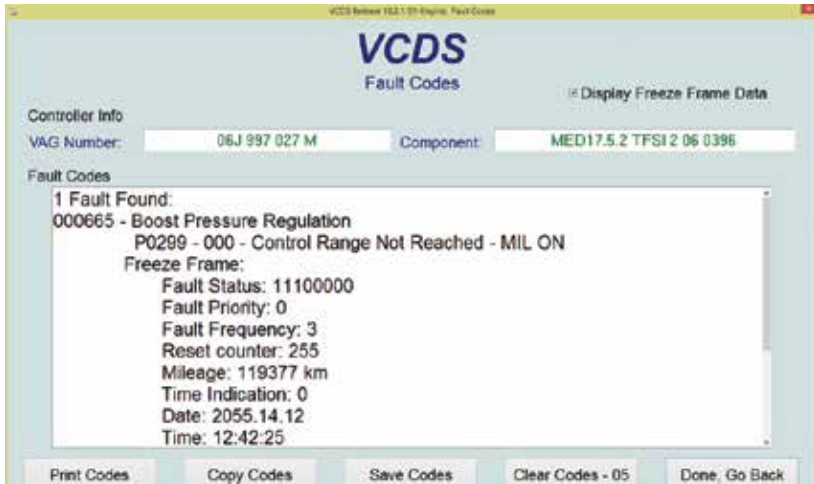 VCDS
Fault Codes
Display Freeze Frame Data
Controller Info
VAG Number: 06J 997 027 M Component: MED17.5.2 TFSI 2 06 0396
Fault Codes
1 Fault Found:
000665 - Boost Pressure Regulation
P0299 - 000 - Control Range Not Reached - MIL ON
Freeze Frame:
Fault Status: 11100000
Fault Priority: 0
Fault Frequency: 3
Reset counter: 255
Mileage: 119377 km
Time Indication: 0
Date: 2055.14.12
Time: 12:42:25
Print Codes Copy Codes Save Codes Clear Codes - 05 Done, Go Back